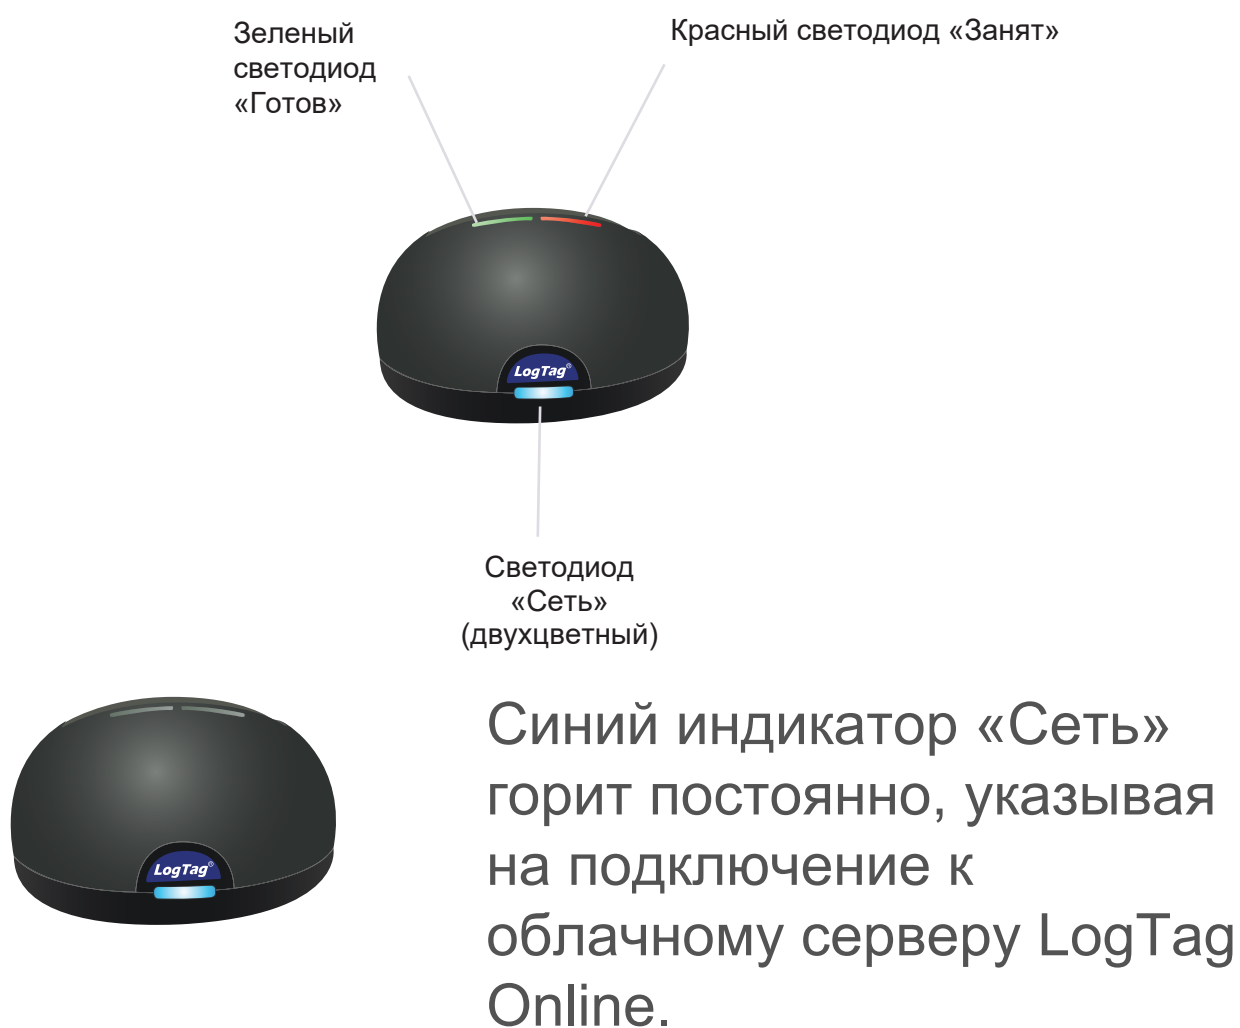 Зеленый
светодиод
«Готов»
Красный светодиод «Занят»
LogTag®
Светодиод
«Сеть»
(двухцветный)
LogTag®
Синий индикатор «Сеть»
горит постоянно, указывая
на подключение к
облачному серверу LogTag
Online.